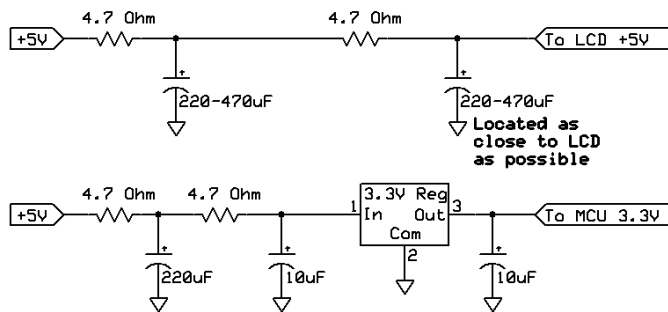 4.7 Ohm
4.7 Ohm
+5V
To LCD +5V
+
+
220-470uF
220-470uF
Located as
close to LCD
as possible
4.7 Ohm
4.7 Ohm
3.3V Reg
+5V
1
In
Out
3
To MCU 3.3V
Com
2
+
+
+
220uF
10uF
10uF